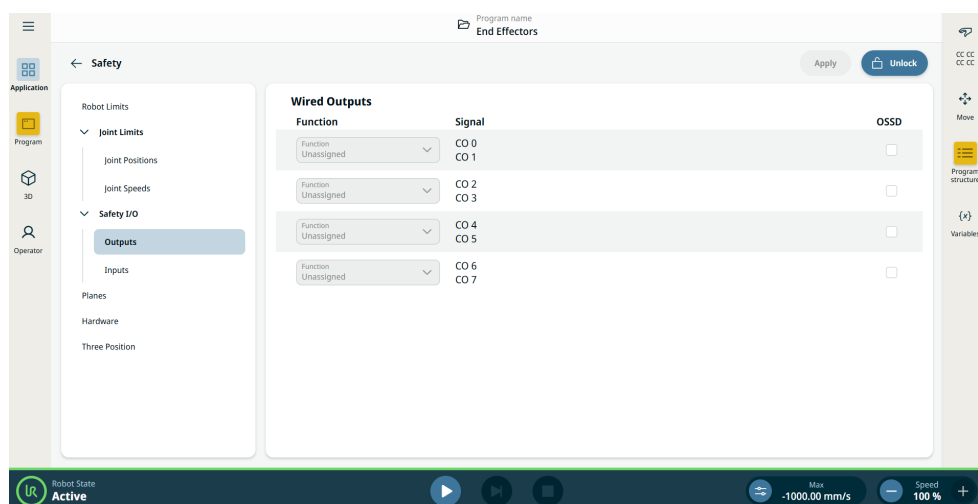 Program name
End Effectors
Safety
Apply
Unlock
Application
Program
3D
Operator
Robot Limits
Joint Limits
Joint Positions
Joint Speeds
Safety I/O
Outputs
Inputs
Planes
Hardware
Three Position
Wired Outputs
Function Signal OSSD
Function
Unassigned
CO 0
CO 1
Function
Unassigned
CO 2
CO 3
Function
Unassigned
CO 4
CO 5
Function
Unassigned
CO 6
CO 7
CC CC
CC CC
Move
Program
structure
{x}
Variables
UR
Robot State
Active
Max
-1000.00 mm/s
Speed
100 %